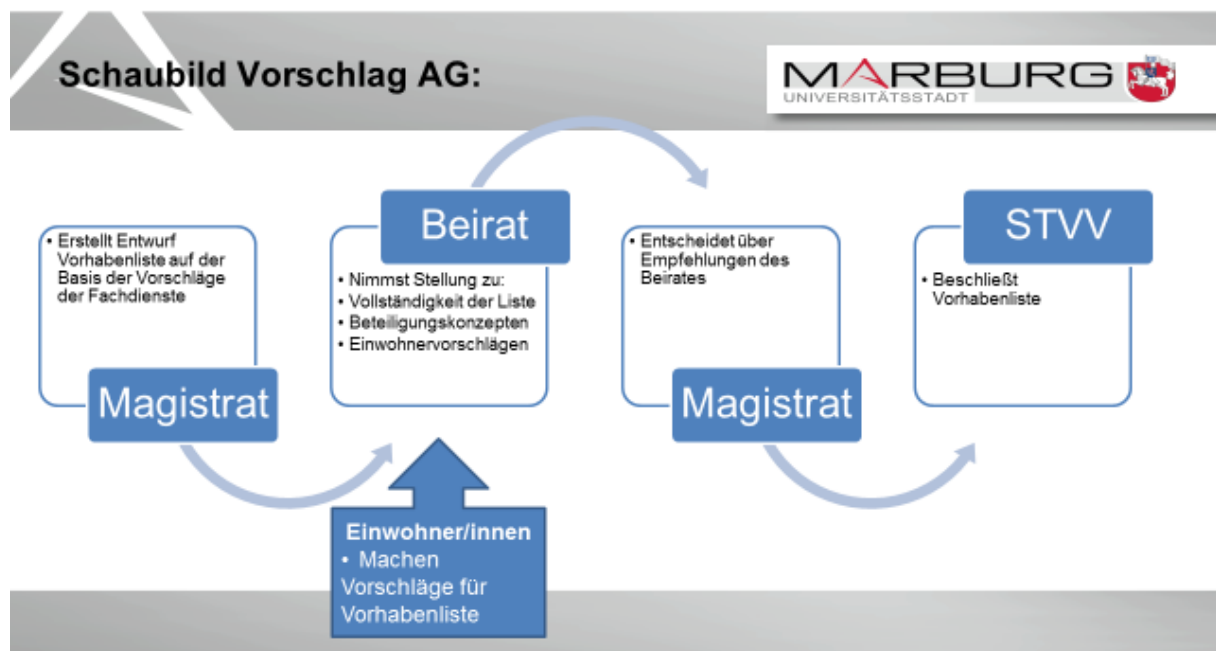 Schaubild Vorschlag AG:
MARBURG
UNIVERSITÄTSSTADT
• Erstellt Entwurf
Vorhabenliste auf der
Basis der Vorschläge
der Fachdienste
Magistrat
Beirat
• Nimmst Stellung zu:
• Vollständigkeit der Liste
• Beteiligungskonzepten
• Einwohnervorschlägen
Einwohner/innen
• Machen
Vorschläge für
Vorhabenliste
• Entscheidet über
Empfehlungen des
Beirates
Magistrat
STVV
• Beschließt
Vorhabenliste